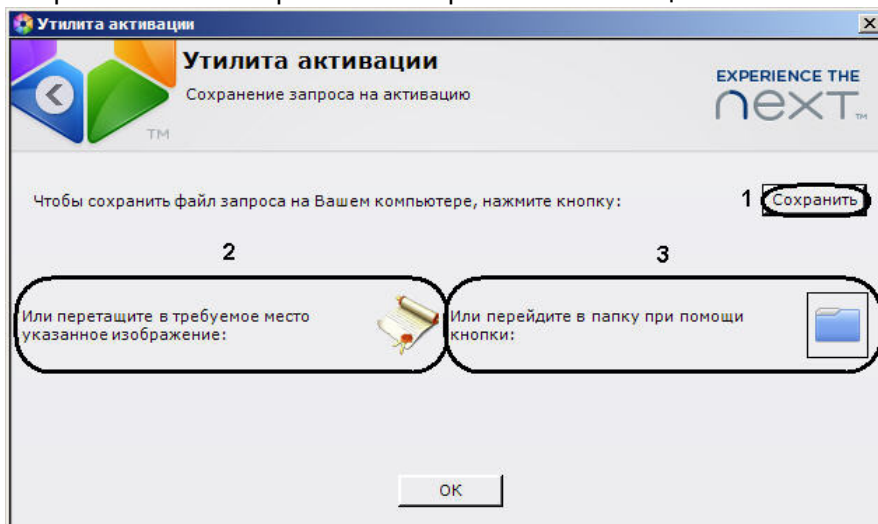 Утилита активации
Утилита активации
Сохранение запроса на активацию
EXPERIENCE THE
nexT™
TM
Чтобы сохранить файл запроса на Вашем компьютере, нажмите кнопку:
1
Сохранить
2
3
Или перетащите в требуемое место
указанное изображение:
Или перейдите в папку при помощи
кнопки:
OK